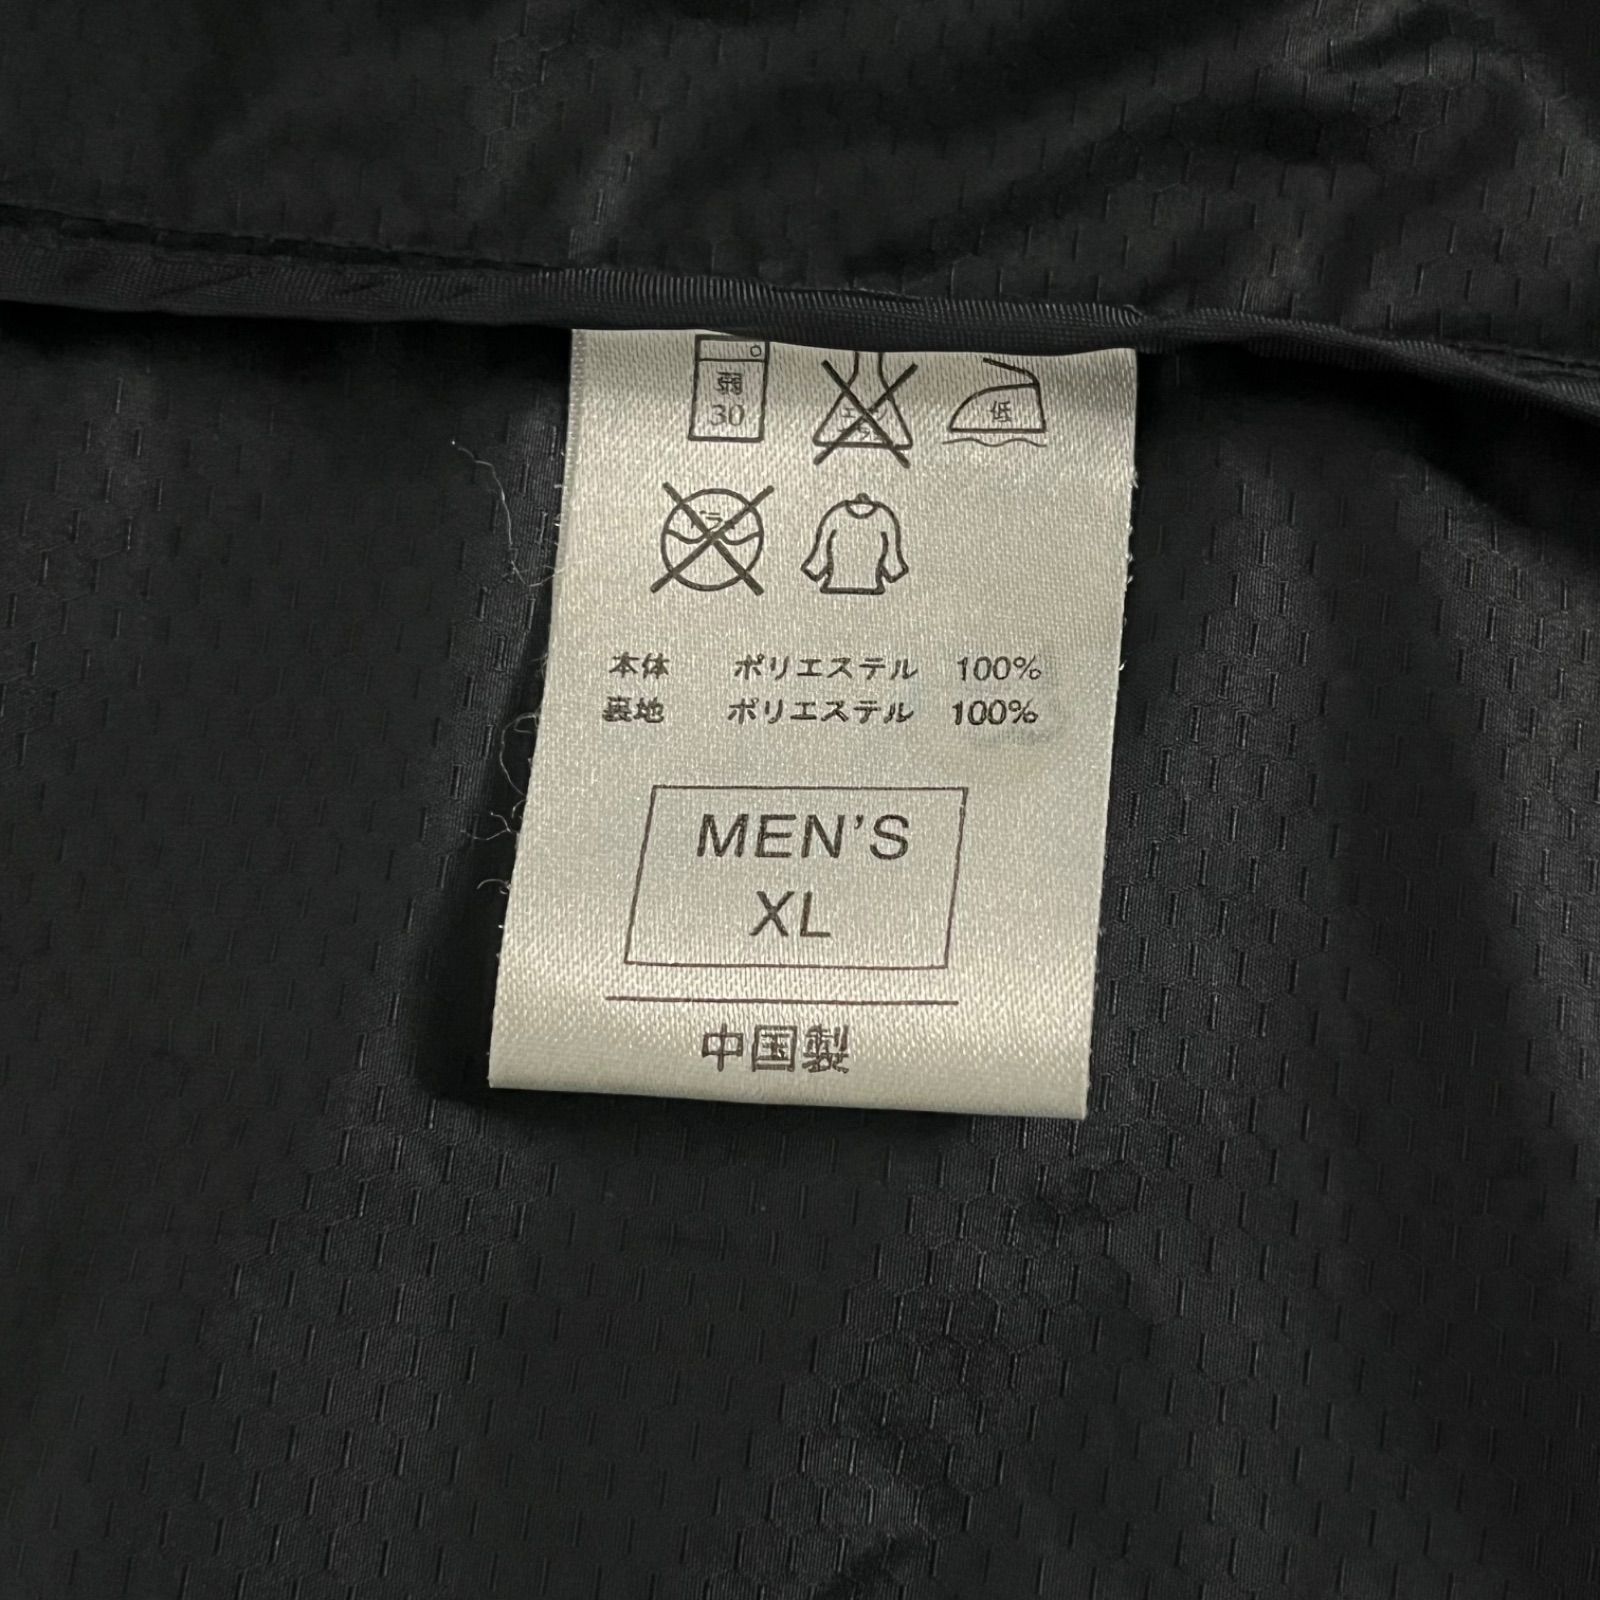 弱
30
低
本体 ポリエステル 100%
裏地 ポリエステル 100%
MEN'S
XL
中国製